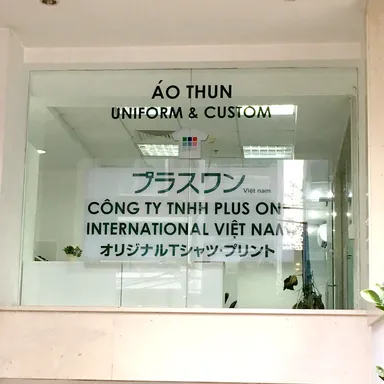 ÁO THUN
UNIFORM & CUSTOM
プラスワン
Việt nam
CÔNG TY TNHH PLUS ONE
INTERNATIONAL VIỆT NAM
オリジナルTシャツ・プリント